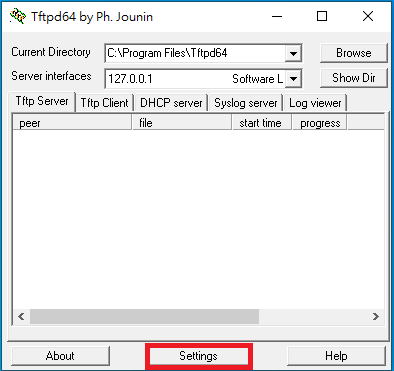 Tftpd64 by Ph. Jounin
Current Directory C:\Program Files\Tftpd64 Browse
Server interfaces 127.0.0.1 Software L Show Dir
Tftp Server Tftp Client DHCP server Syslog server Log viewer
peer file start time progress
About Settings Help